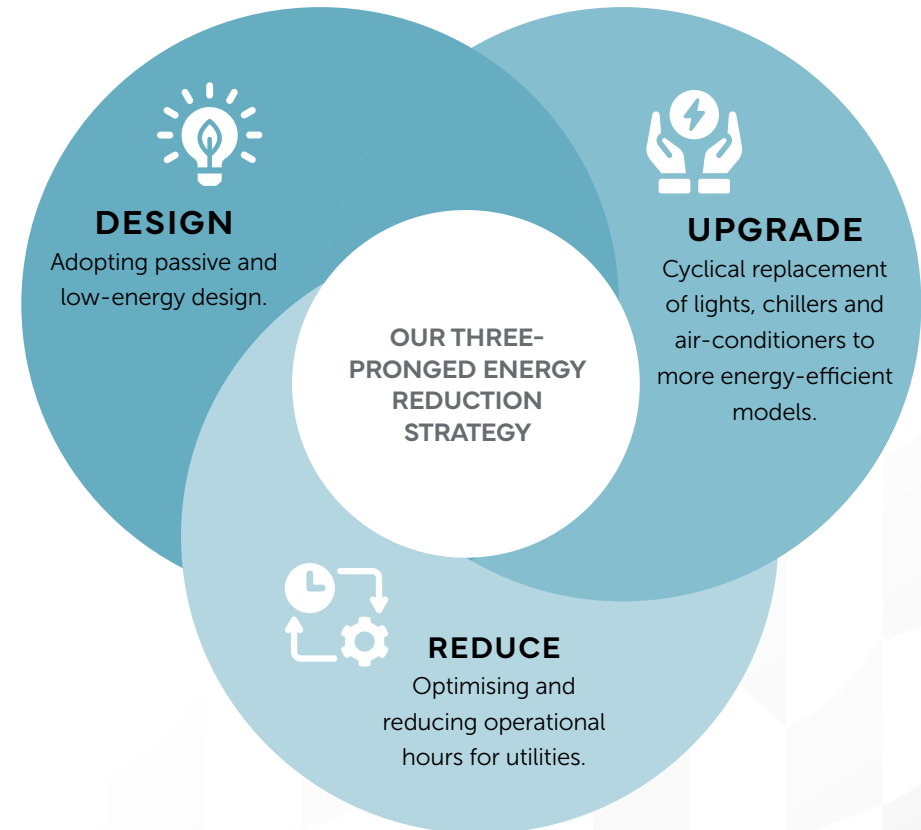 DESIGN
Adopting passive and
low-energy design.
UPGRADE
Cyclical replacement
of lights, chillers and
air-conditioners to
more energy-efficient
models.
OUR THREE-
PRONGED ENERGY
REDUCTION
STRATEGY
REDUCE
Optimising and
reducing operational
hours for utilities.